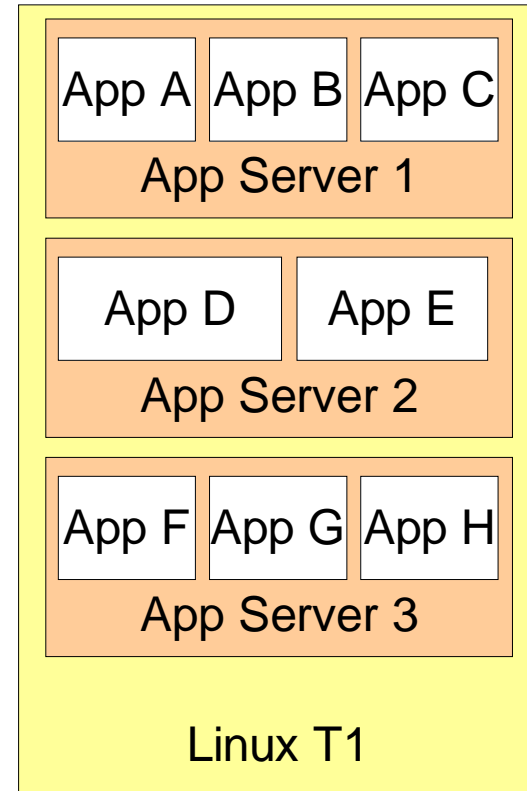 App A App B App C
App Server 1
App D App E
App Server 2
App F App G App H
App Server 3
Linux T1